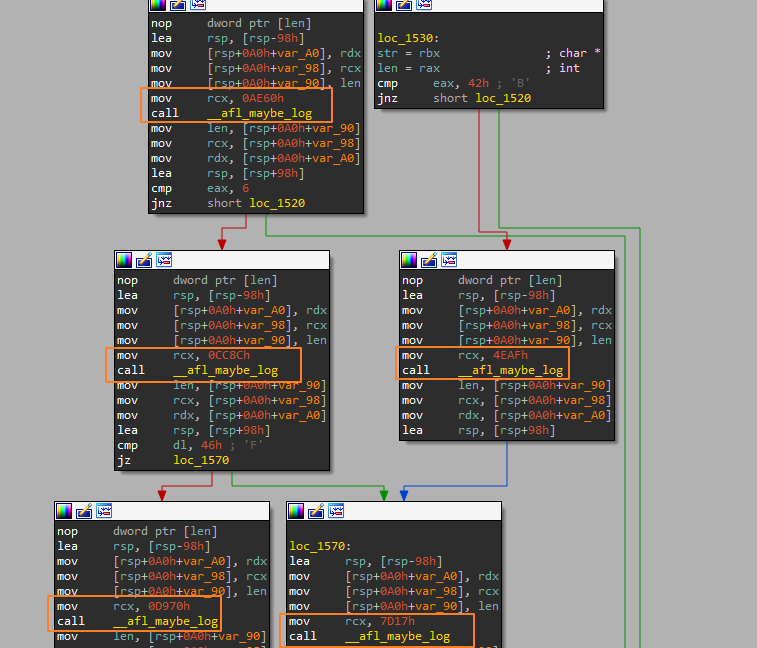 nop dword ptr [len]
lea rsp, [rsp-98h]
mov [rsp+0A0h+var_A0], rdx
mov [rsp+0A0h+var_98], rcx
mov [rsp+0A0h+var_90], len
mov rcx, 0AE60h
call __afl_maybe_log
mov len, [rsp+0A0h+var_90]
mov rcx, [rsp+0A0h+var_98]
mov rdx, [rsp+0A0h+var_A0]
lea rsp, [rsp+98h]
cmp eax, 6
jnz short loc_1520
loc_1530:
str = rbx ; char *
len = rax ; int
cmp eax, 42h ; 'B'
jnz short loc_1520
nop dword ptr [len]
lea rsp, [rsp-98h]
mov [rsp+0A0h+var_A0], rdx
mov [rsp+0A0h+var_98], rcx
mov [rsp+0A0h+var_90], len
mov rcx, 0CC8Ch
call __afl_maybe_log
mov len, [rsp+0A0h+var_90]
mov rcx, [rsp+0A0h+var_98]
mov rdx, [rsp+0A0h+var_A0]
lea rsp, [rsp+98h]
cmp dl, 46h ; 'F'
jz loc_1570
nop dword ptr [len]
lea rsp, [rsp-98h]
mov [rsp+0A0h+var_A0], rdx
mov [rsp+0A0h+var_98], rcx
mov [rsp+0A0h+var_90], len
mov rcx, 4EAFh
call __afl_maybe_log
mov len, [rsp+0A0h+var_90]
mov rcx, [rsp+0A0h+var_98]
mov rdx, [rsp+0A0h+var_A0]
lea rsp, [rsp+98h]
nop dword ptr [len]
lea rsp, [rsp-98h]
mov [rsp+0A0h+var_A0], rdx
mov [rsp+0A0h+var_98], rcx
mov [rsp+0A0h+var_90], len
mov rcx, 0D970h
call __afl_maybe_log
mov len, [rsp+0A0h+var_90]
loc_1570:
lea rsp, [rsp-98h]
mov [rsp+0A0h+var_A0], rdx
mov [rsp+0A0h+var_98], rcx
mov [rsp+0A0h+var_90], len
mov rcx, 7D17h
call __afl_maybe_log